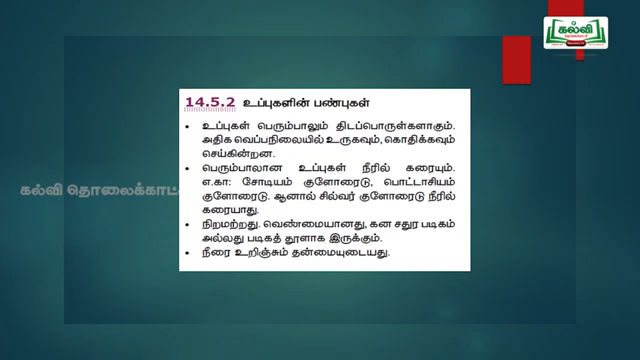 கல்வி
14.5.2 உப்புகளின் பண்புகள்
• உப்புகள் பெரும்பாலும் திடப்பொருள்களாகும்.
அதிக வெப்பநிலையில் உருகவும், கொதிக்கவும்
செய்கின்றன.
• பெரும்பாலான உப்புகள் நீரில் கரையும்.
எ.கா: சோடியம் குளோரைடு, பொட்டாசியம்
குளோரைடு. ஆனால் சில்வர் குளோரைடு நீரில்
கரையாது.
• நிறமற்றது. வெண்மையானது, கன சதுர படிகம்
அல்லது படிகத் தூளாக இருக்கும்.
• நீரை உறிஞ்சும் தன்மையுடையது.
கல்வி தொலைக்காட்